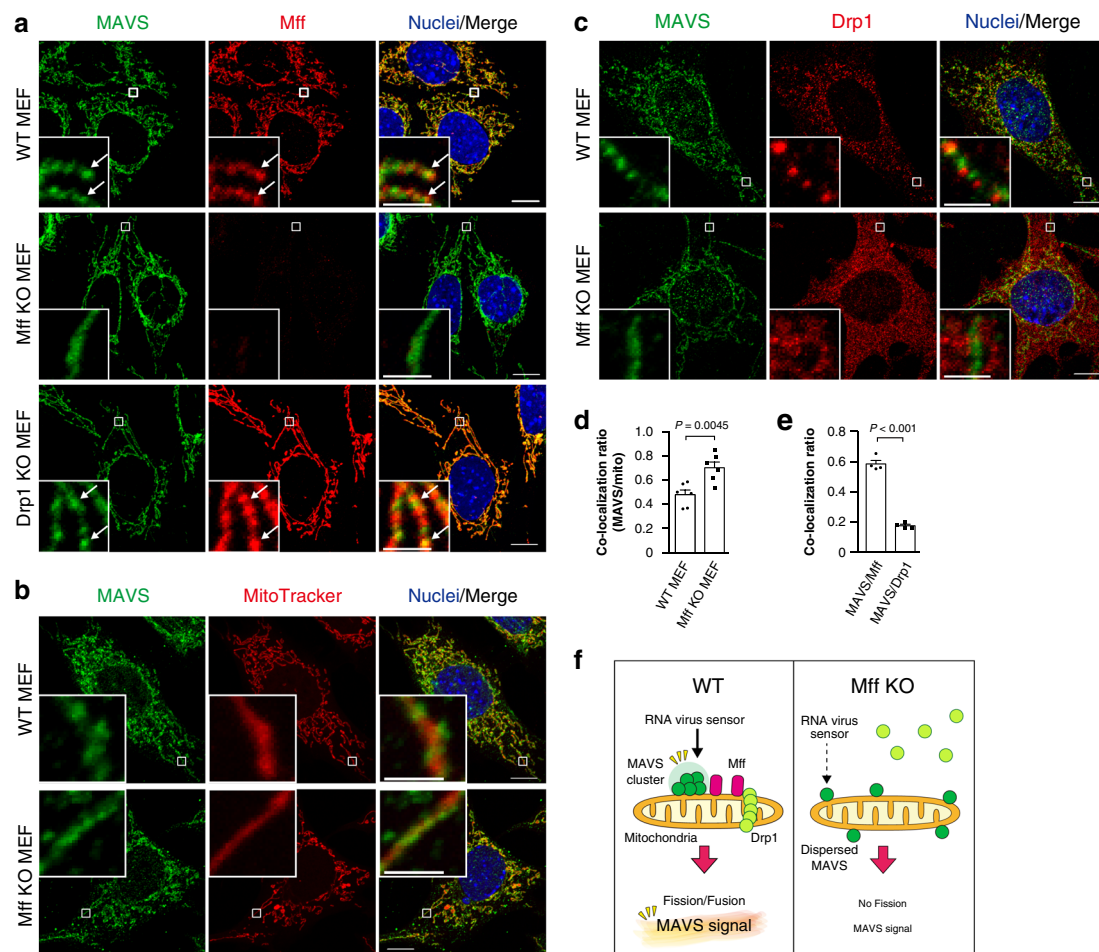 a
MAVS
Mff
Nuclei/Merge
WT MEF
Mff KO MEF
Drp1 KO MEF
b
MAVS
MitoTracker
Nuclei/Merge
WT MEF
Mff KO MEF
c
MAVS
Drp1
Nuclei/Merge
WT MEF
Mff KO MEF
d
P = 0.0045
Co-localization ratio
(MAVS/mito)
1.0
0.8
0.6
0.4
0.2
0
WT MEF
Mff KO MEF
e
P < 0.001
Co-localization ratio
0.8
0.6
0.4
0.2
0
MAVS/Mff
MAVS/Drp1
f
WT
RNA virus sensor
MAVS
cluster
Mff
Mitochondria
Drp1
Fission/Fusion
MAVS signal
Mff KO
RNA virus
sensor
Dispersed
MAVS
No Fission
MAVS signal